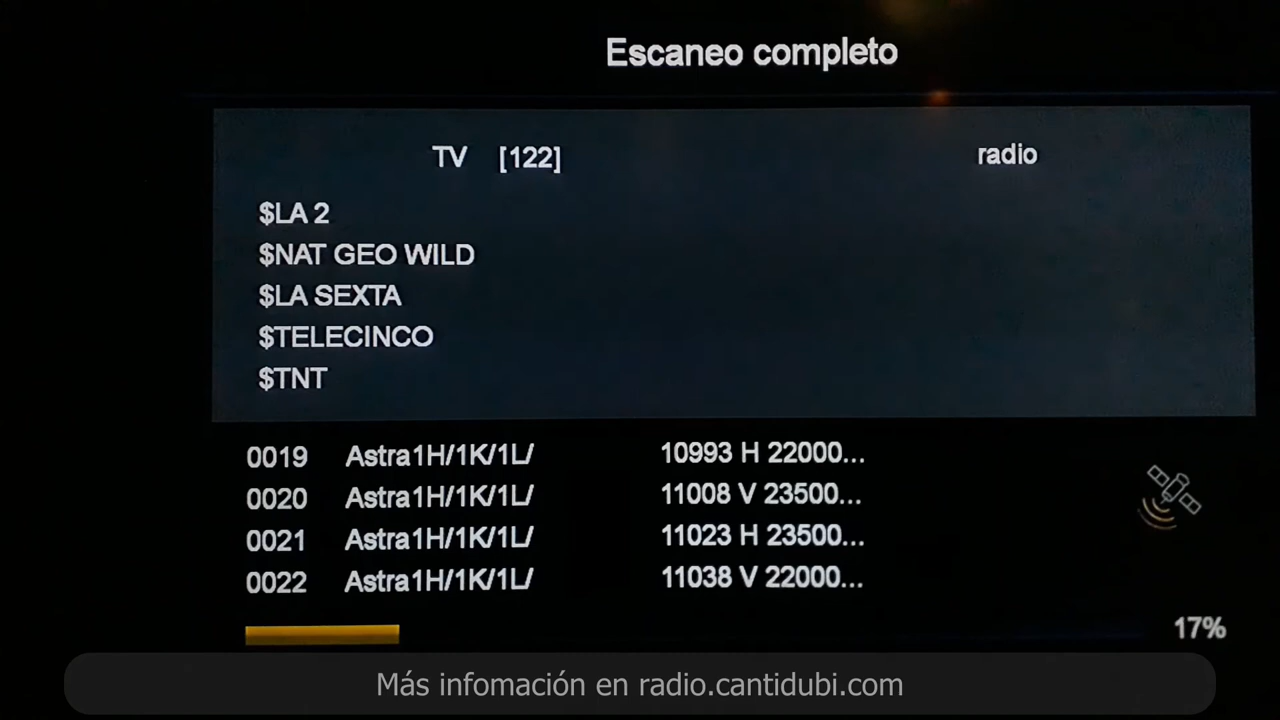 Escaneo completo
TV [122] radio
$LA 2
$NAT GEO WILD
$LA SEXTA
$TELECINCO
$TNT
0019 Astra1H/1K/1L/ 10993 H 22000...
0020 Astra1H/1K/1L/ 11008 V 23500...
0021 Astra1H/1K/1L/ 11023 H 23500...
0022 Astra1H/1K/1L/ 11038 V 22000...
17%
Más infomación en radio.cantidubi.com